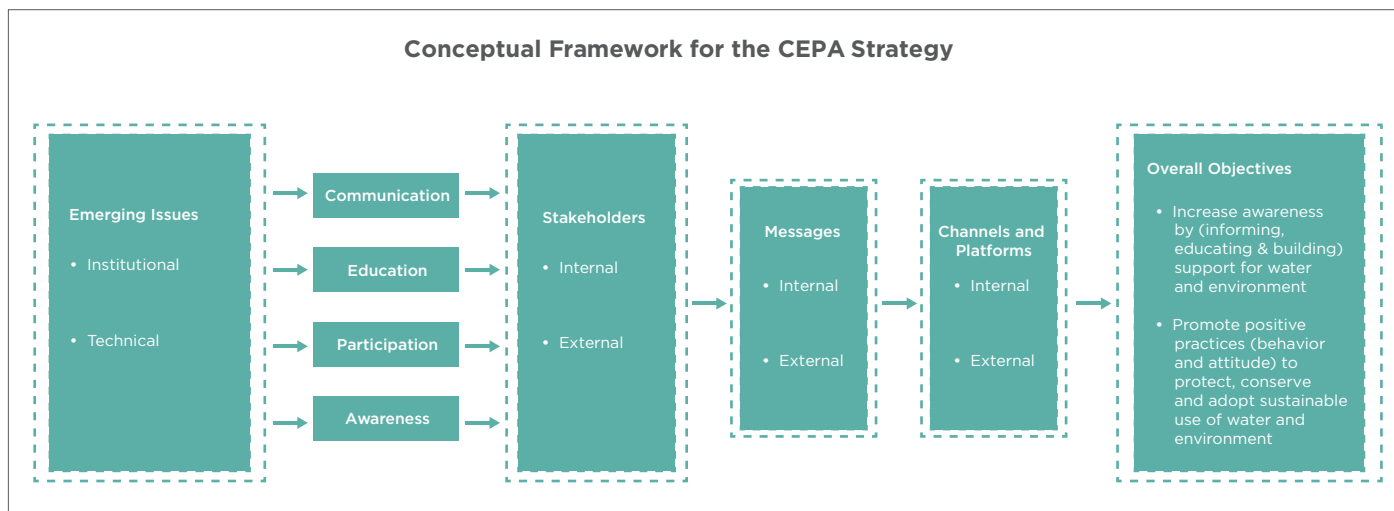 Conceptual Framework for the CEPA Strategy
Emerging Issues
• Institutional
• Technical
Communication
Education
Participation
Awareness
Stakeholders
• Internal
• External
Messages
• Internal
• External
Channels and
Platforms
• Internal
• External
Overall Objectives
• Increase awareness
by (informing,
educating & building)
support for water
and environment
• Promote positive
practices (behavior
and attitude) to
protect, conserve
and adopt sustainable
use of water and
environment